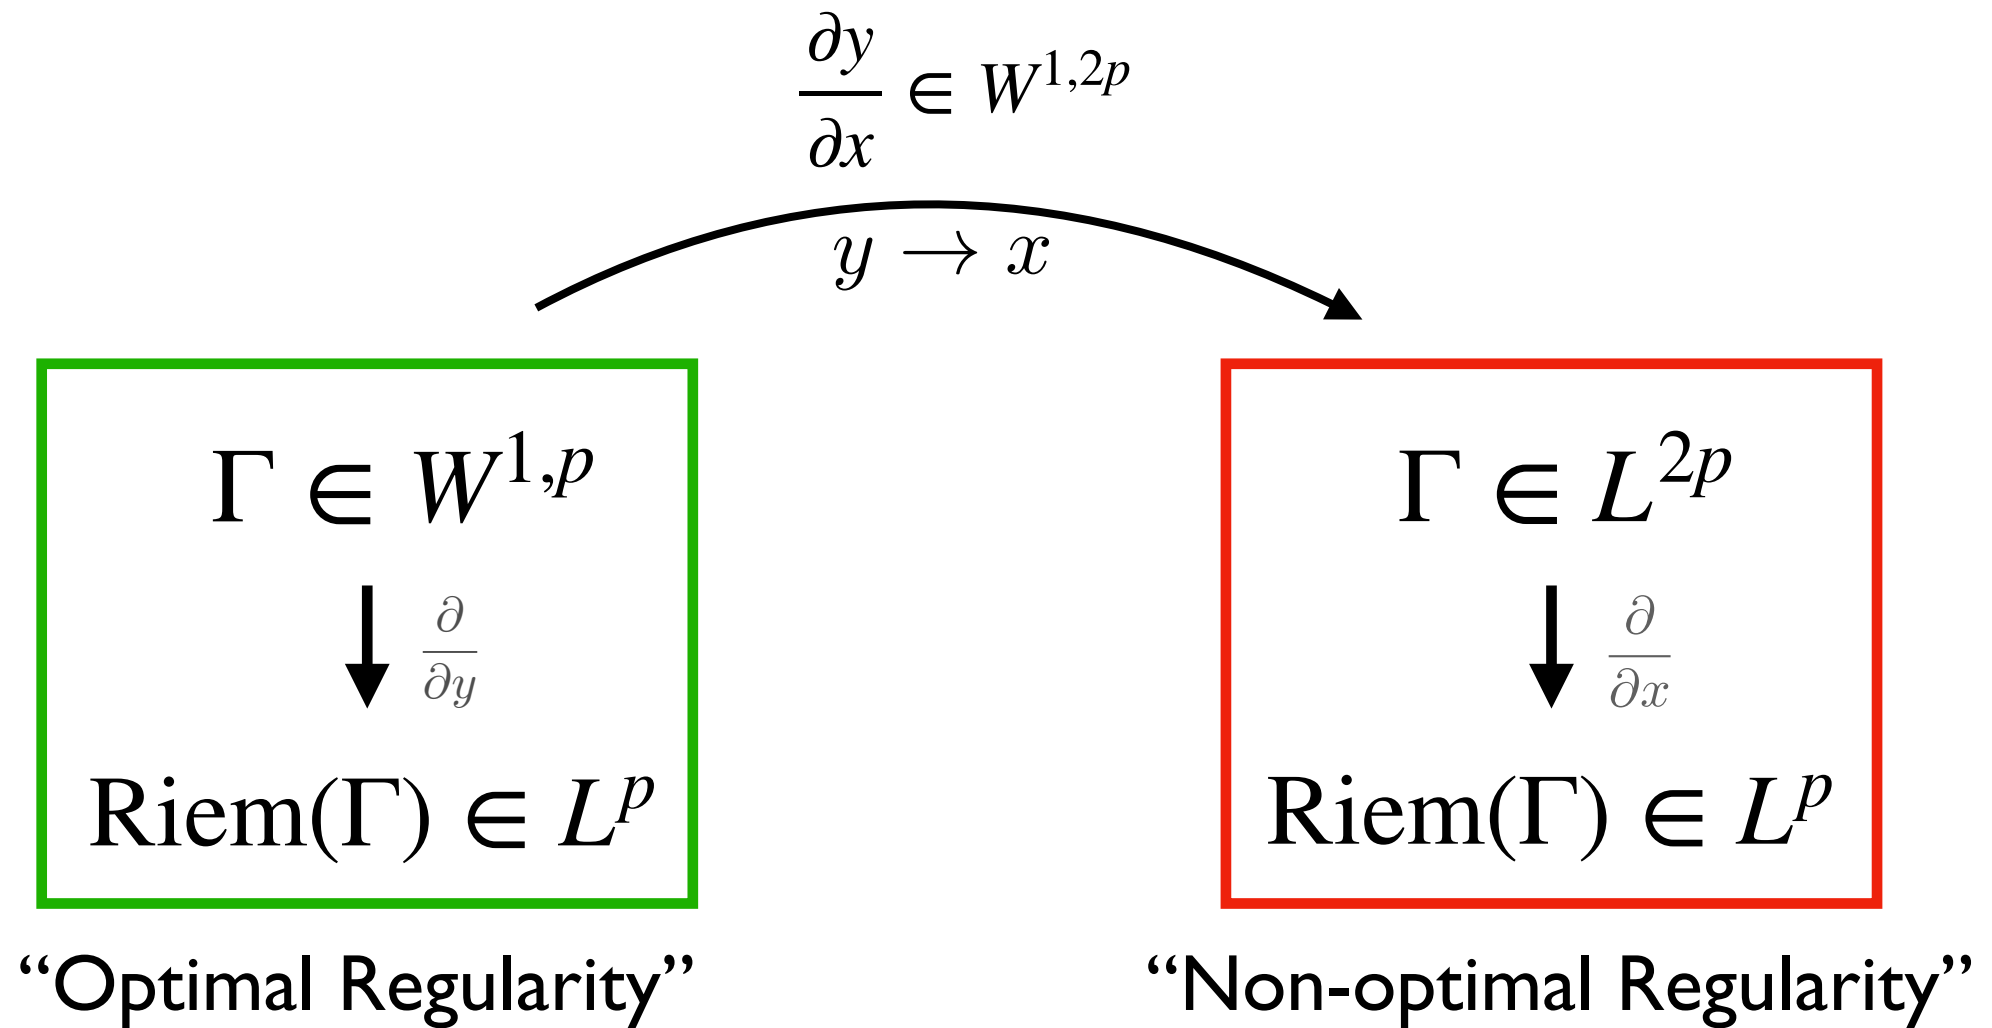 ∂y/∂x ∈ W^{1,2p}
y → x
Γ ∈ W^{1,p}
∂/∂y
Riem(Γ) ∈ L^p
“Optimal Regularity”
Γ ∈ L^{2p}
∂/∂x
Riem(Γ) ∈ L^p
“Non-optimal Regularity”